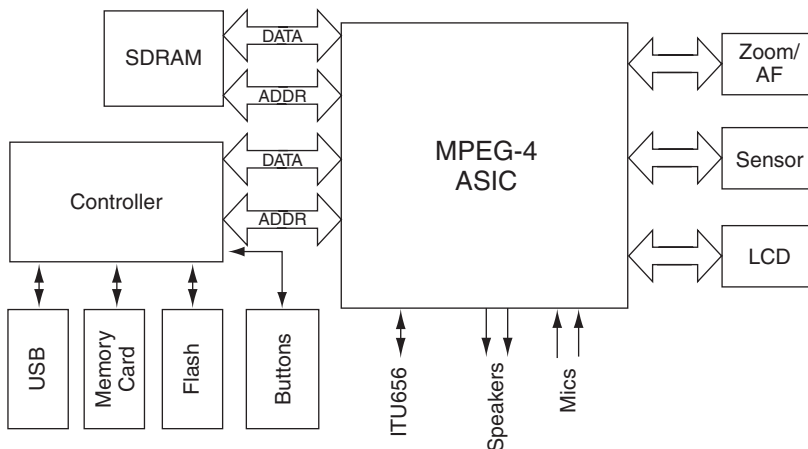 SDRAM
DATA
ADDR
Controller
DATA
ADDR
MPEG-4
ASIC
Zoom/
AF
Sensor
LCD
USB
Memory
Card
Flash
Buttons
ITU656
Speakers
Mics